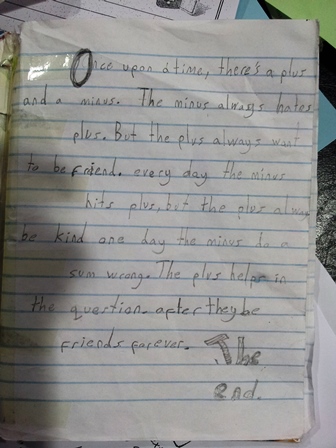 Once upon a time, there's a plus
and a minus. The minus always hates
plus. But the plus always want
to be friend. every day the minus
hits plus, but the plus alway
be kind one day the minus do a
sum wrong. The plus helps in
the question. after they be
friends forever. The
end.